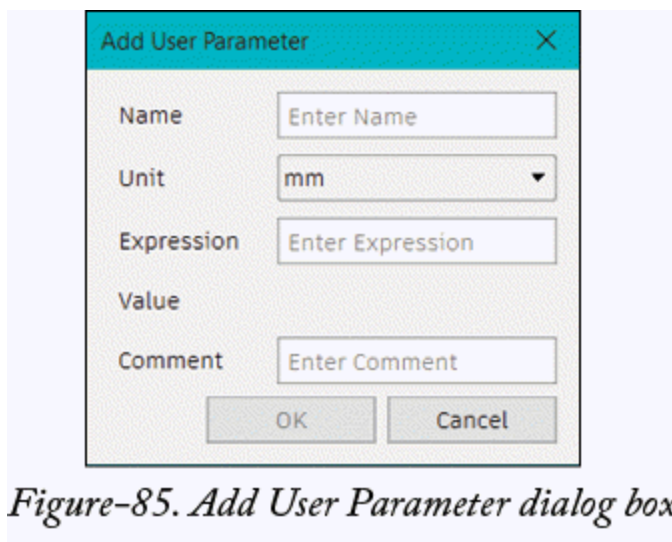 Add User Parameter
Name Enter Name
Unit mm
Expression Enter Expression
Value
Comment Enter Comment
OK Cancel
Figure-85. Add User Parameter dialog box